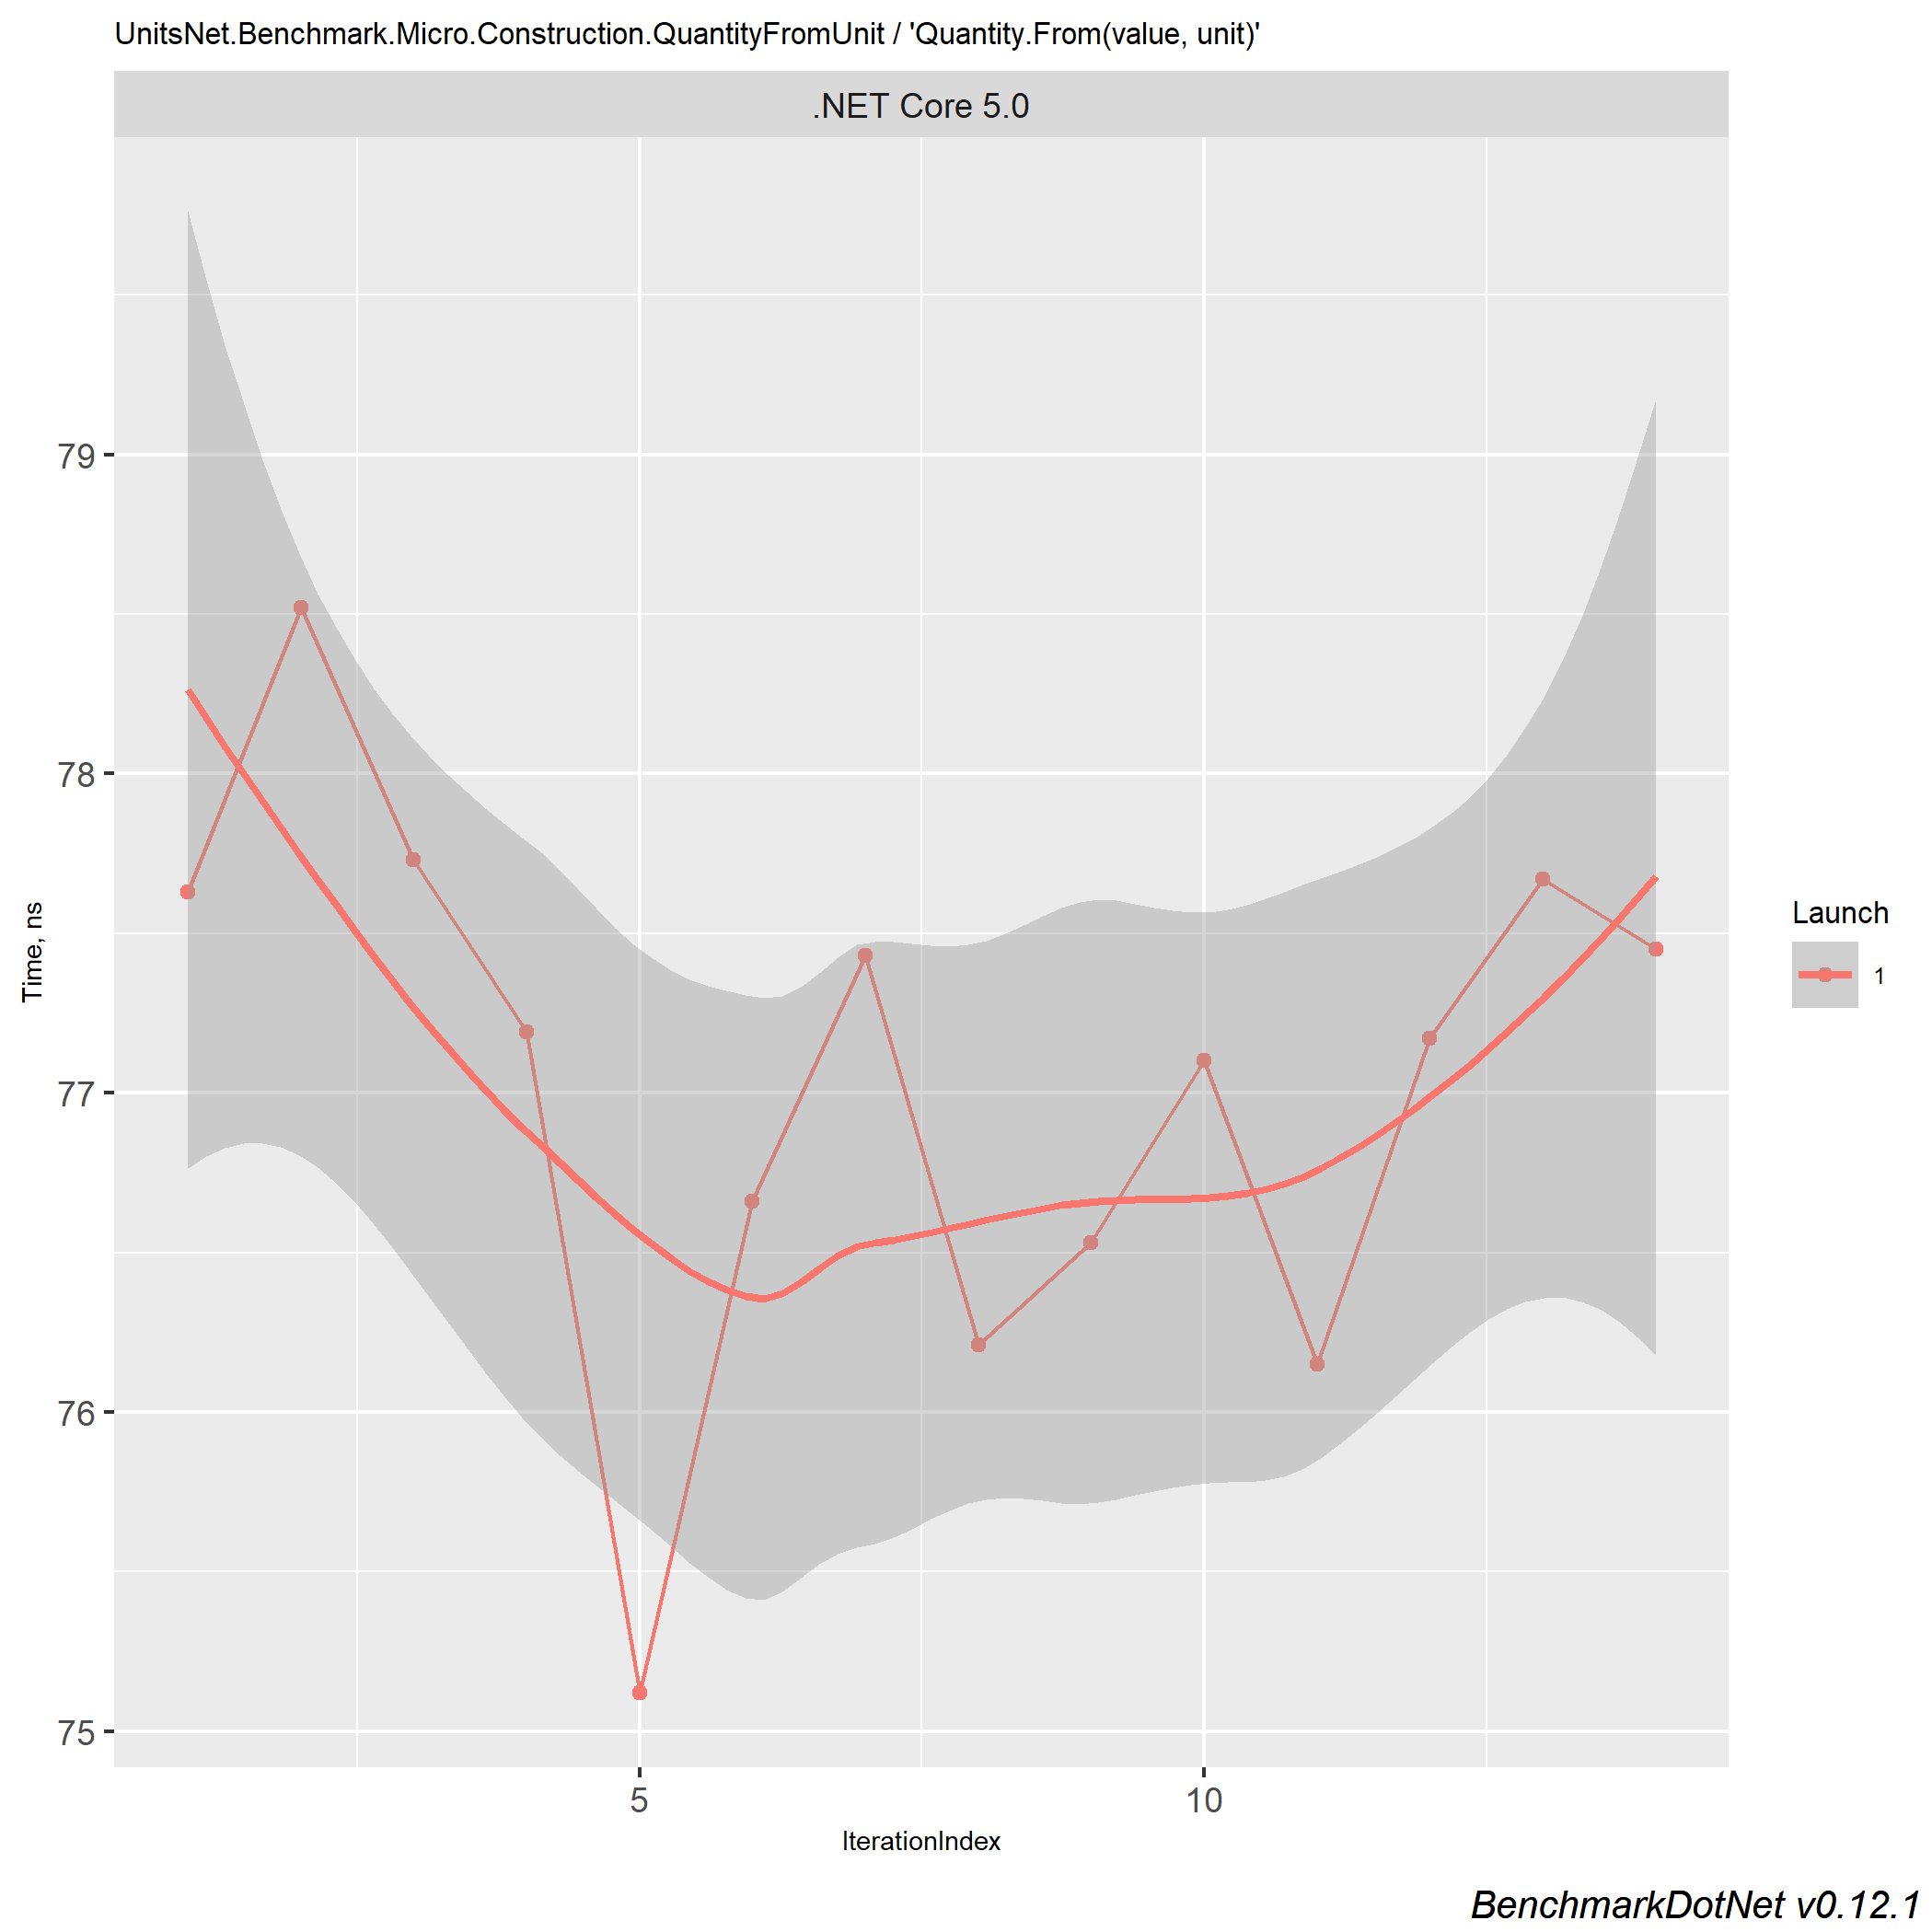 UnitsNet.Benchmark.Micro.Construction.QuantityFromUnit / 'Quantity.From(value, unit)'
.NET Core 5.0
79
78
77
76
75
Time, ns
5
10
IterationIndex
Launch
1
BenchmarkDotNet v0.12.1